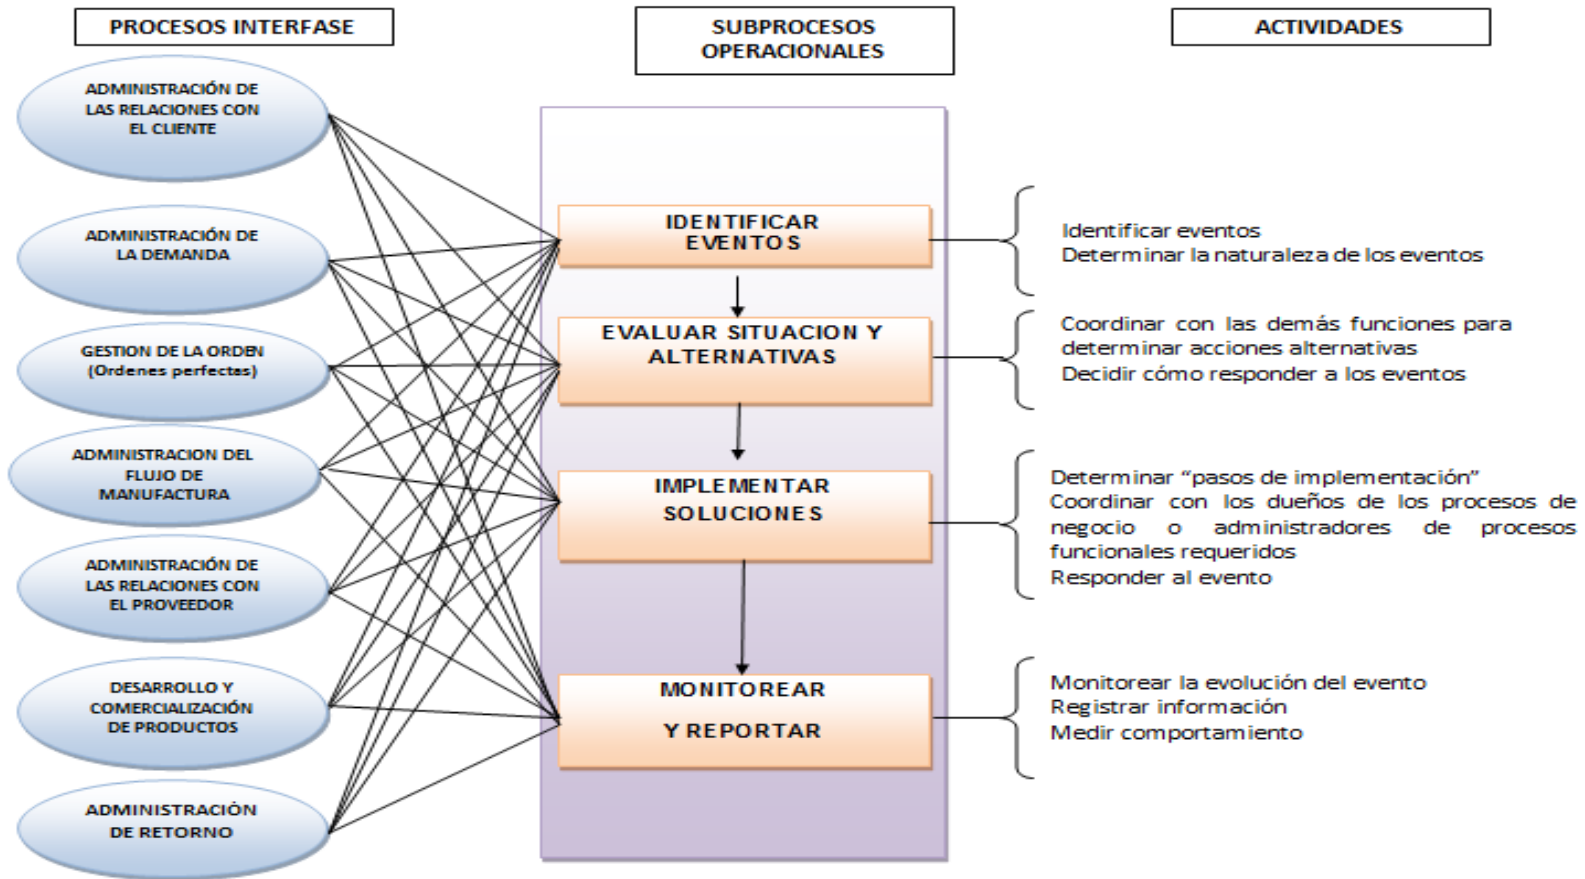 PROCESOS INTERFASE
SUBPROCESOS
OPERACIONALES
ACTIVIDADES
ADMINISTRACIÓN DE
LAS RELACIONES CON
EL CLIENTE
ADMINISTRACIÓN DE
LA DEMANDA
GESTION DE LA ORDEN
(Ordenes perfectas)
ADMINISTRACION DEL
FLUJO DE
MANUFACTURA
ADMINISTRACIÓN DE
LAS RELACIONES CON
EL PROVEEDOR
DESARROLLO Y
COMERCIALIZACIÓN
DE PRODUCTOS
ADMINISTRACIÓN
DE RETORNO
IDENTIFICAR
EVENTOS
EVALUAR SITUACION Y
ALTERNATIVAS
IMPLEMENTAR
SOLUCIONES
MONITOREAR
Y REPORTAR
Identificar eventos
Determinar la naturaleza de los eventos
Coordinar con las demás funciones para
determinar acciones alternativas
Decidir cómo responder a los eventos
Determinar “pasos de implementación”
Coordinar con los dueños de los procesos de
negocio o administradores de procesos
funcionales requeridos
Responder al evento
Monitorear la evolución del evento
Registrar información
Medir comportamiento